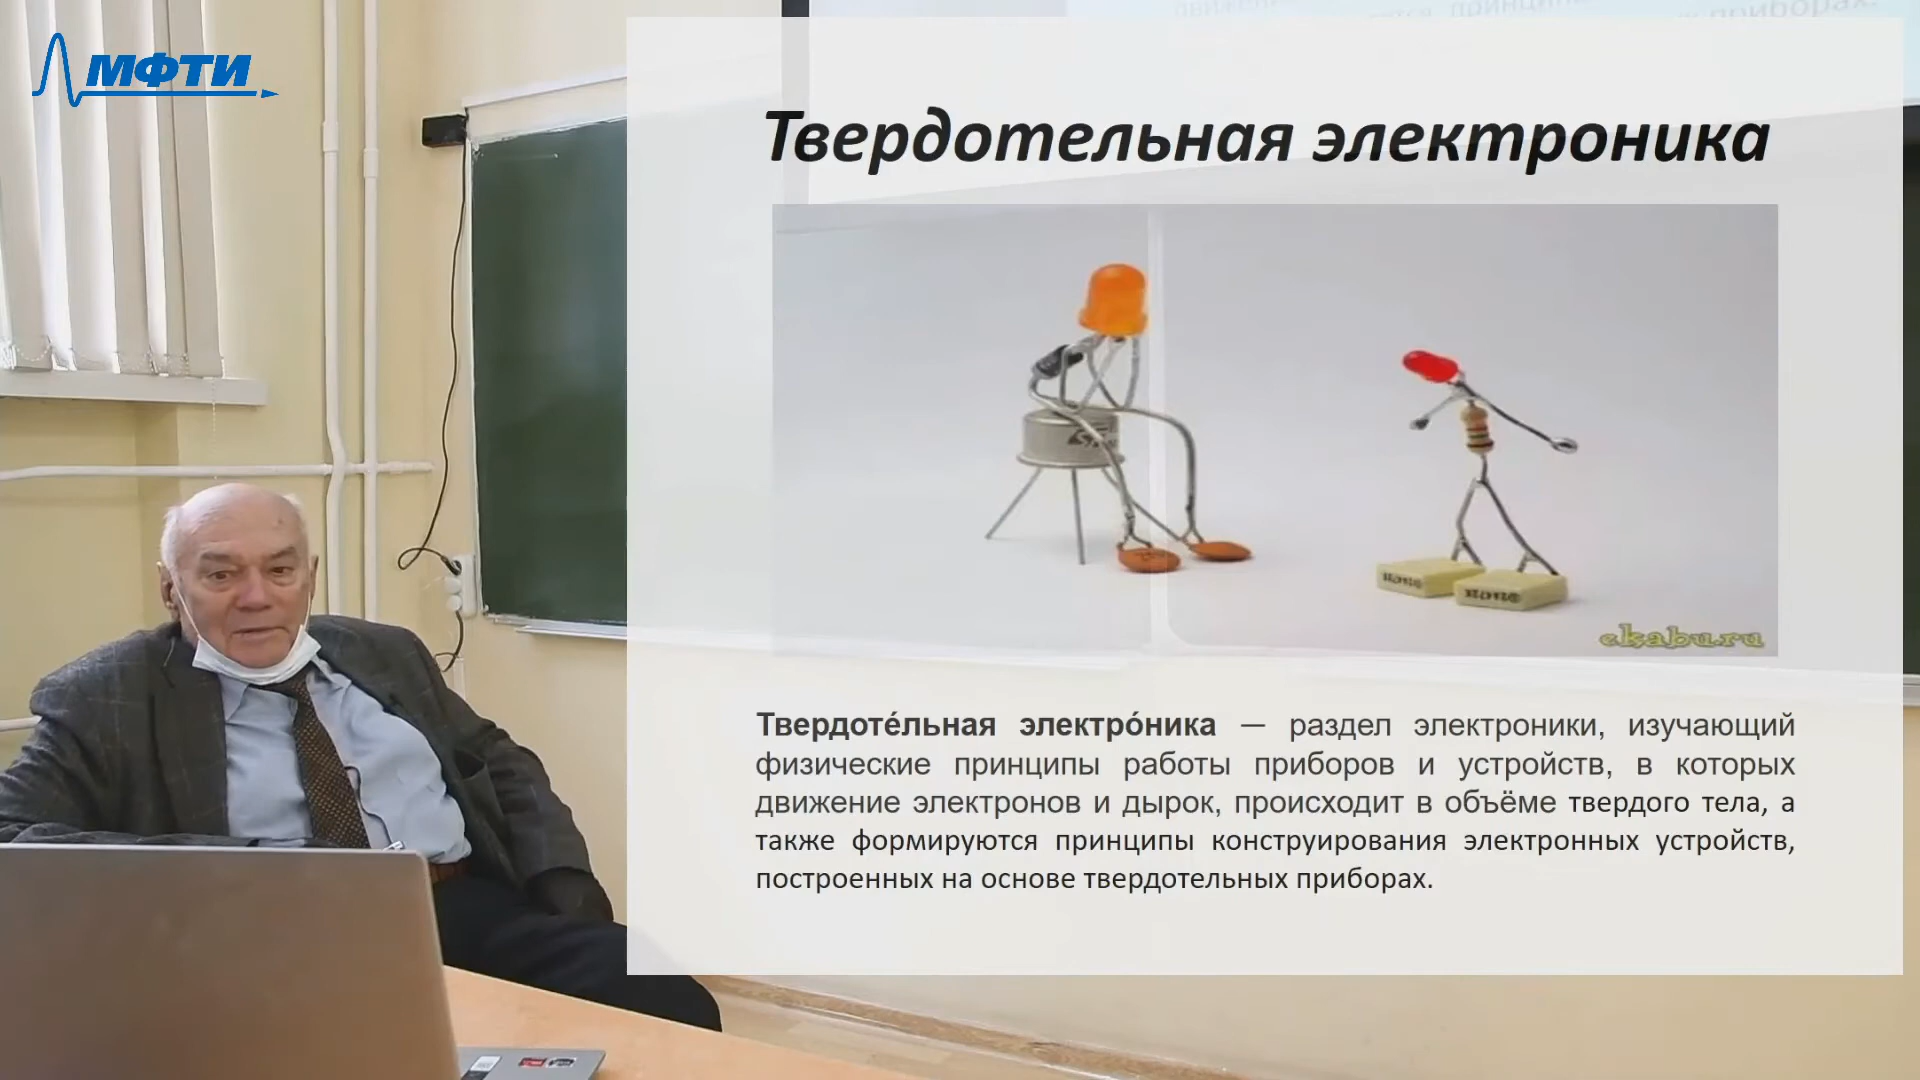 МФТИ
Твердотельная электроника
ekabu.ru
Твердоте́льная электро́ника — раздел электроники, изучающий
физические принципы работы приборов и устройств, в которых
движение электронов и дырок, происходит в объёме твердого тела, а
также формируются принципы конструирования электронных устройств,
построенных на основе твердотельных приборах.